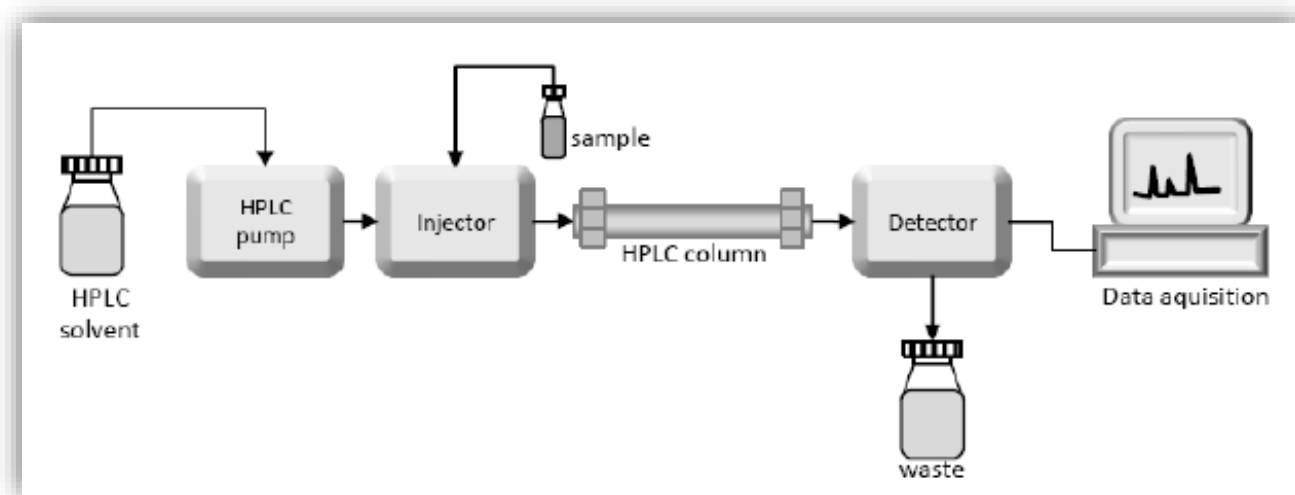 HPLC
solvent
HPLC
pump
Injector
sample
HPLC column
Detector
waste
Data aquisition